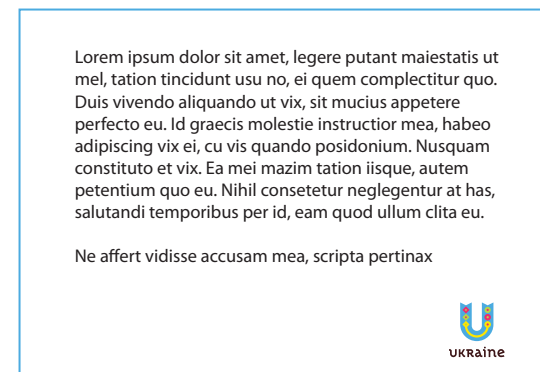 Lorem ipsum dolor sit amet, legere putant maiestatis ut
mel, tation tincidunt usu no, ei quem complectitur quo.
Duis vivendo aliquando ut vix, sit mucius appetere
perfecto eu. Id graecis molestie instructior mea, habeo
adipiscing vix ei, cu vis quando posidonium. Nusquam
constituto et vix. Ea mei mazim tation iisque, autem
petentium quo eu. Nihil consetetur neglegentur at has,
salutandi temporibus per id, eam quod ullum clita eu.
Ne affert vidisse accusam mea, scripta pertinax
U
UKRaine